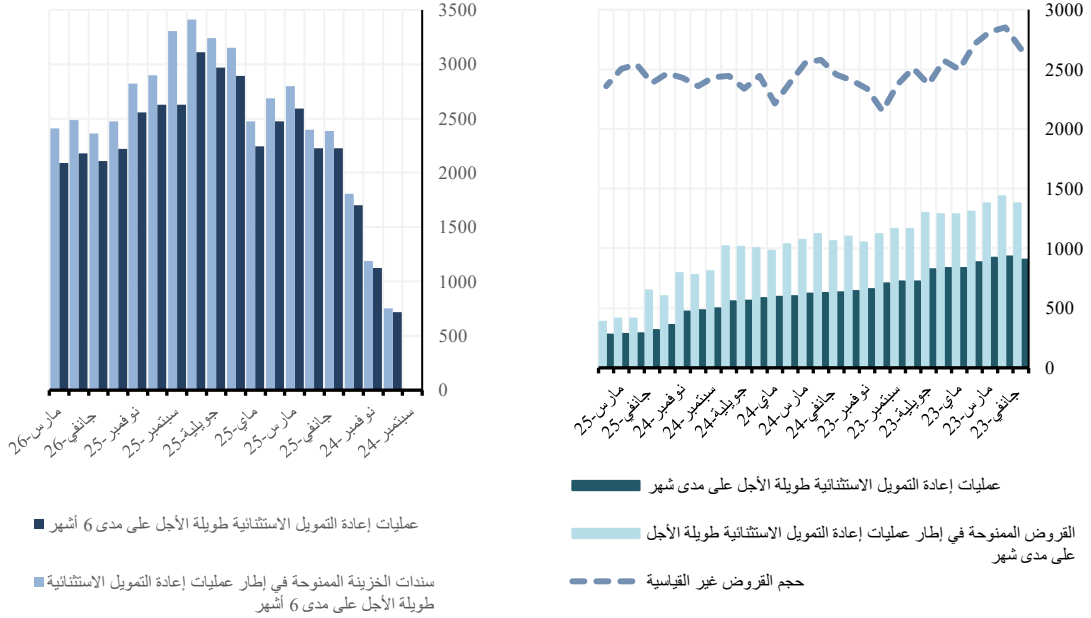 3000
2500
2000
1500
1000
500
0
جانفي-23
مارس-23
ماي-23
جويلية-23
سبتمبر-23
نوفمبر-23
جانفي-24
مارس-24
ماي-24
جويلية-24
سبتمبر-24
نوفمبر-24
جانفي-25
مارس-25
عمليات إعادة التمويل الاستثنائية طويلة الأجل على مدى شهر
القروض الممنوحة في إطار عمليات إعادة التمويل الاستثنائية طويلة الأجل
على مدى شهر
حجم القروض غير القياسية
3500
3000
2500
2000
1500
1000
500
0
سبتمبر-24
نوفمبر-24
جانفي-25
مارس-25
ماي-25
جويلية-25
سبتمبر-25
نوفمبر-25
جانفي-26
مارس-26
عمليات إعادة التمويل الاستثنائية طويلة الأجل على مدى 6 أشهر
سندات الخزينة الممنوحة في إطار عمليات إعادة التمويل الاستثنائية
طويلة الأجل على مدى 6 أشهر